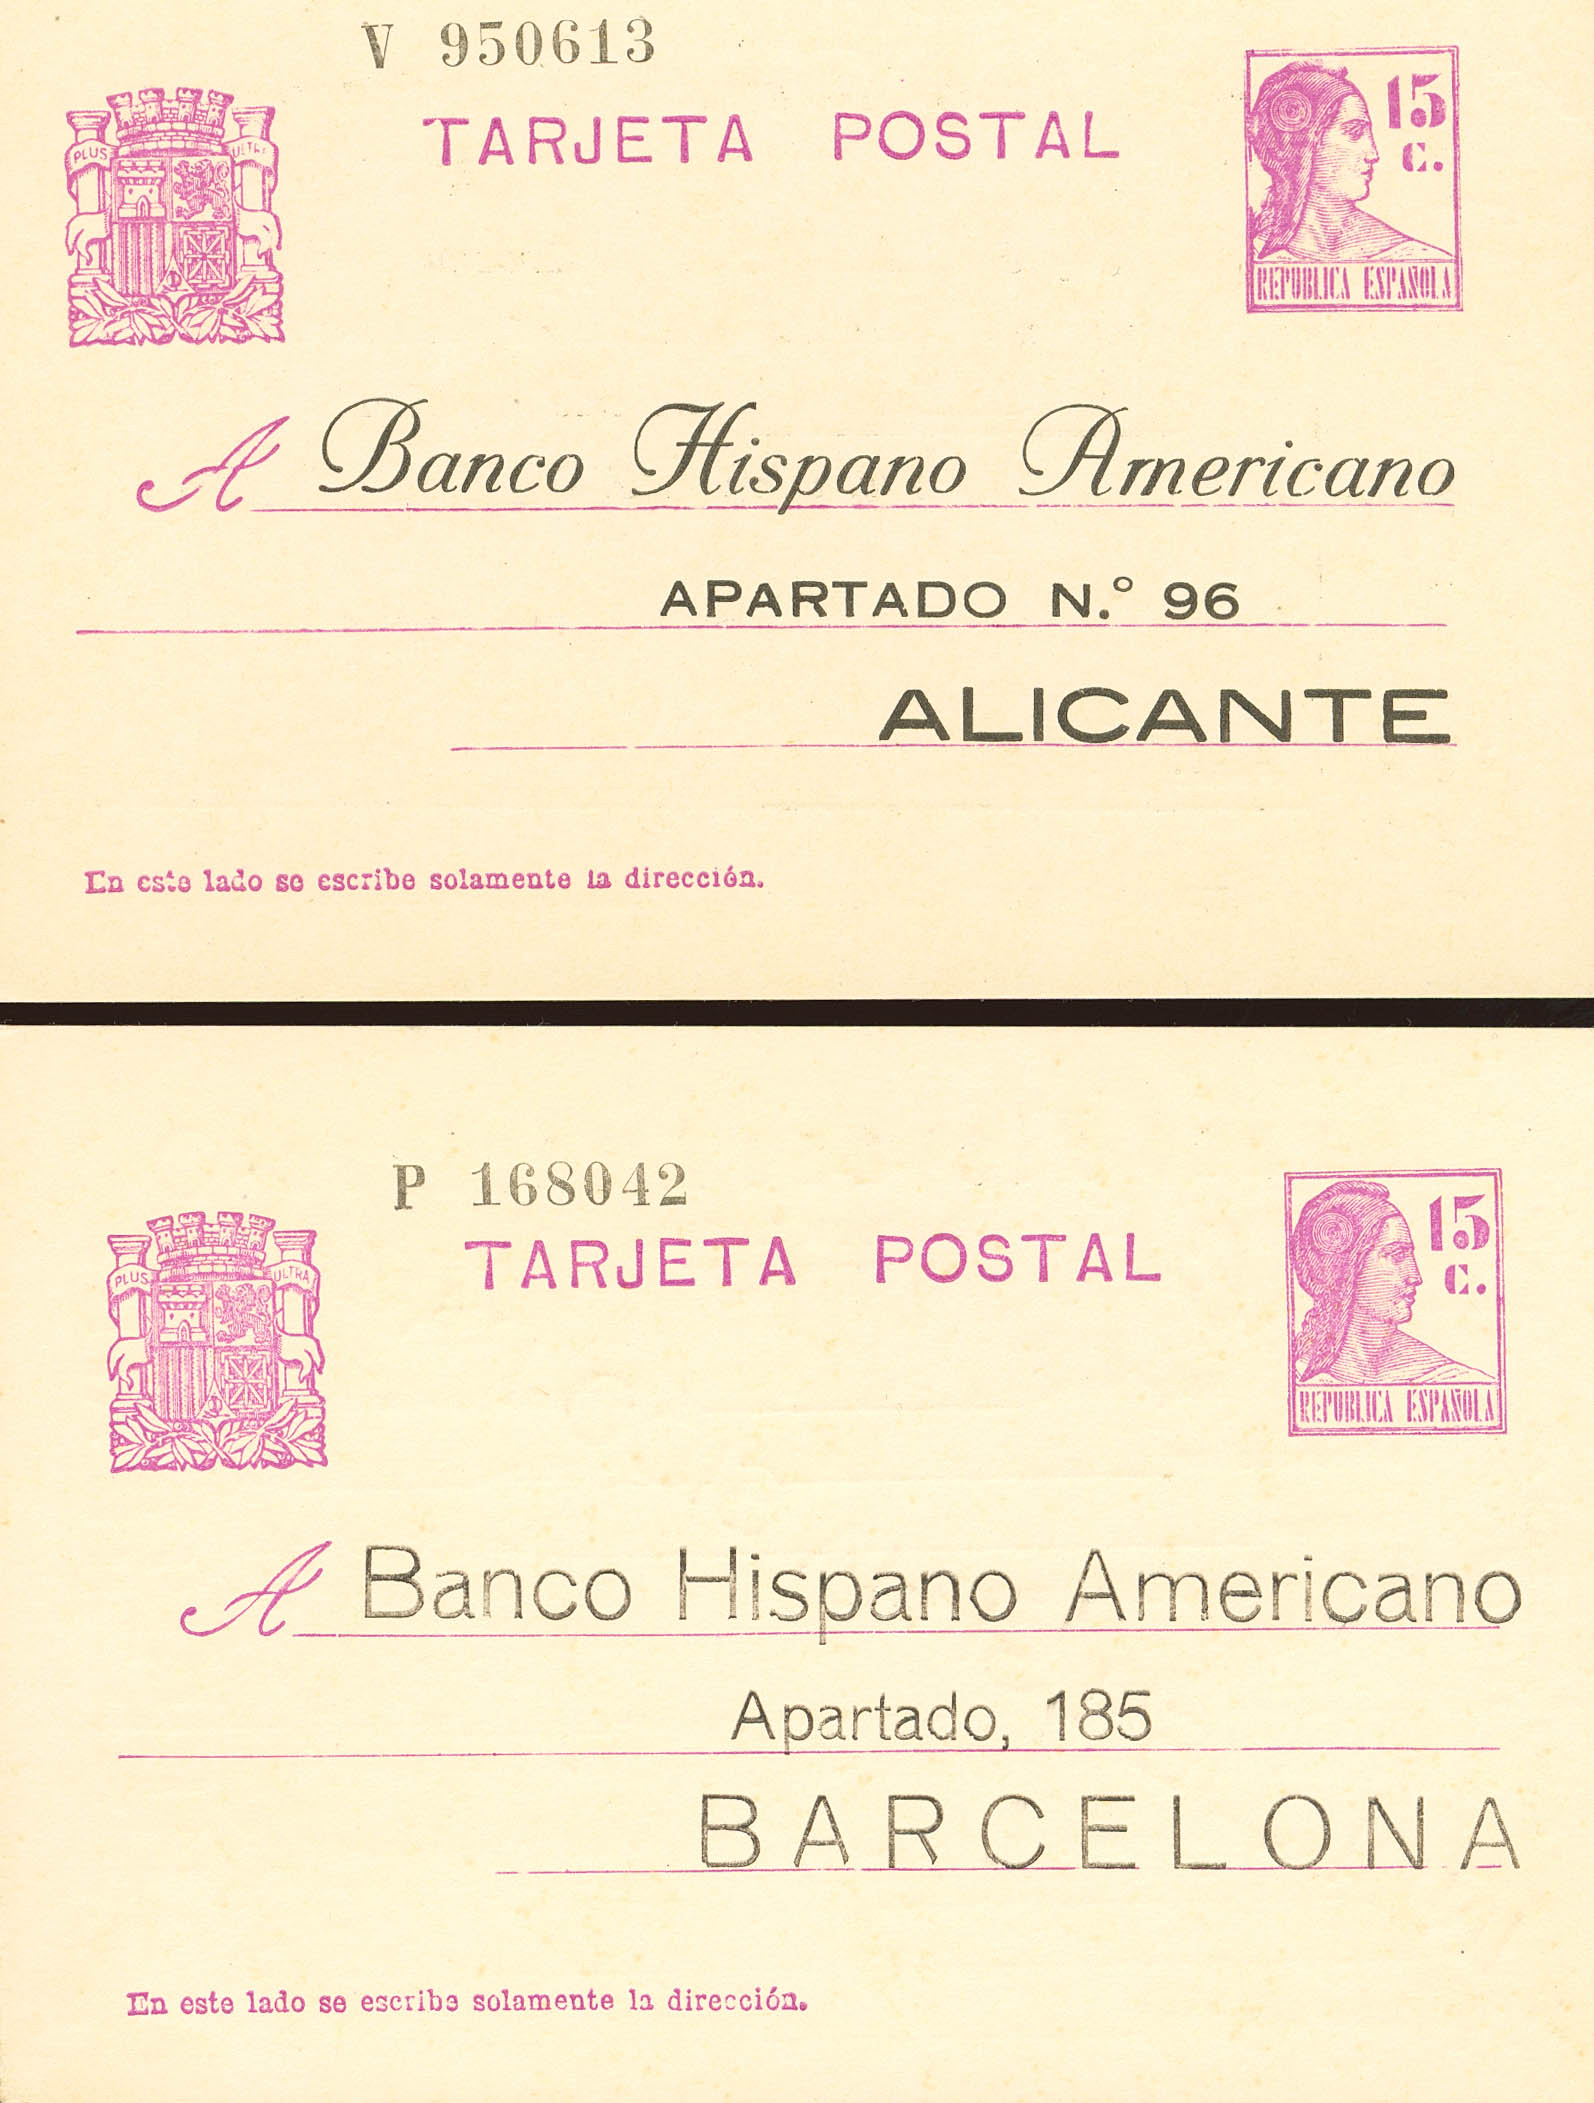 V 950613
TARJETA POSTAL
PLUS ULTRA
15
C.
REPUBLICA ESPAÑOLA
A Banco Hispano Americano
APARTADO N.º 96
ALICANTE
En este lado se escribe solamente la dirección.
P 168042
TARJETA POSTAL
PLUS ULTRA
15
C.
REPUBLICA ESPAÑOLA
A Banco Hispano Americano
Apartado, 185
BARCELONA
En este lado se escribe solamente la dirección.